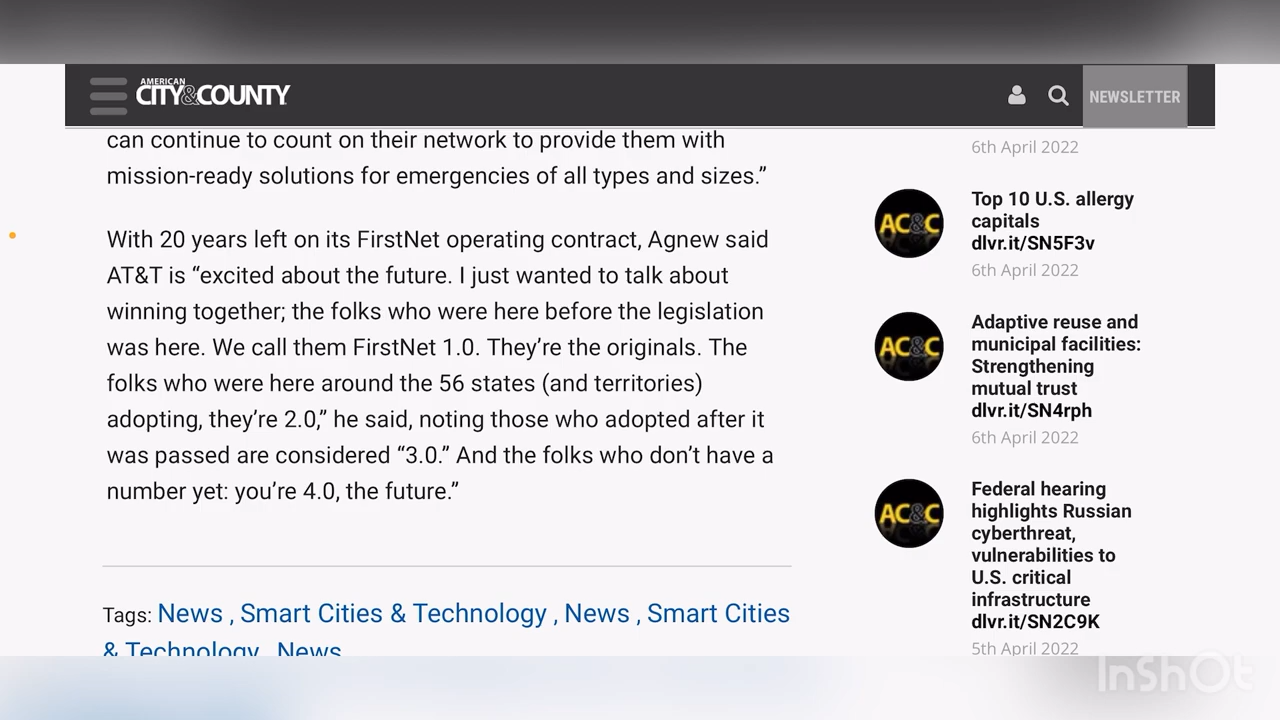 AMERICAN
CITY&COUNTY
NEWSLETTER
can continue to count on their network to provide them with
mission-ready solutions for emergencies of all types and sizes.”
With 20 years left on its FirstNet operating contract, Agnew said
AT&T is “excited about the future. I just wanted to talk about
winning together; the folks who were here before the legislation
was here. We call them FirstNet 1.0. They’re the originals. The
folks who were here around the 56 states (and territories)
adopting, they’re 2.0,” he said, noting those who adopted after it
was passed are considered “3.0.” And the folks who don’t have a
number yet: you’re 4.0, the future.”
Tags: News , Smart Cities & Technology , News , Smart Cities
& Technology , News
6th April 2022
AC&C
Top 10 U.S. allergy
capitals
dlvr.it/SN5F3v
6th April 2022
AC&C
Adaptive reuse and
municipal facilities:
Strengthening
mutual trust
dlvr.it/SN4rph
6th April 2022
AC&C
Federal hearing
highlights Russian
cyberthreat,
vulnerabilities to
U.S. critical
infrastructure
dlvr.it/SN2C9K
5th April 2022
InShOt